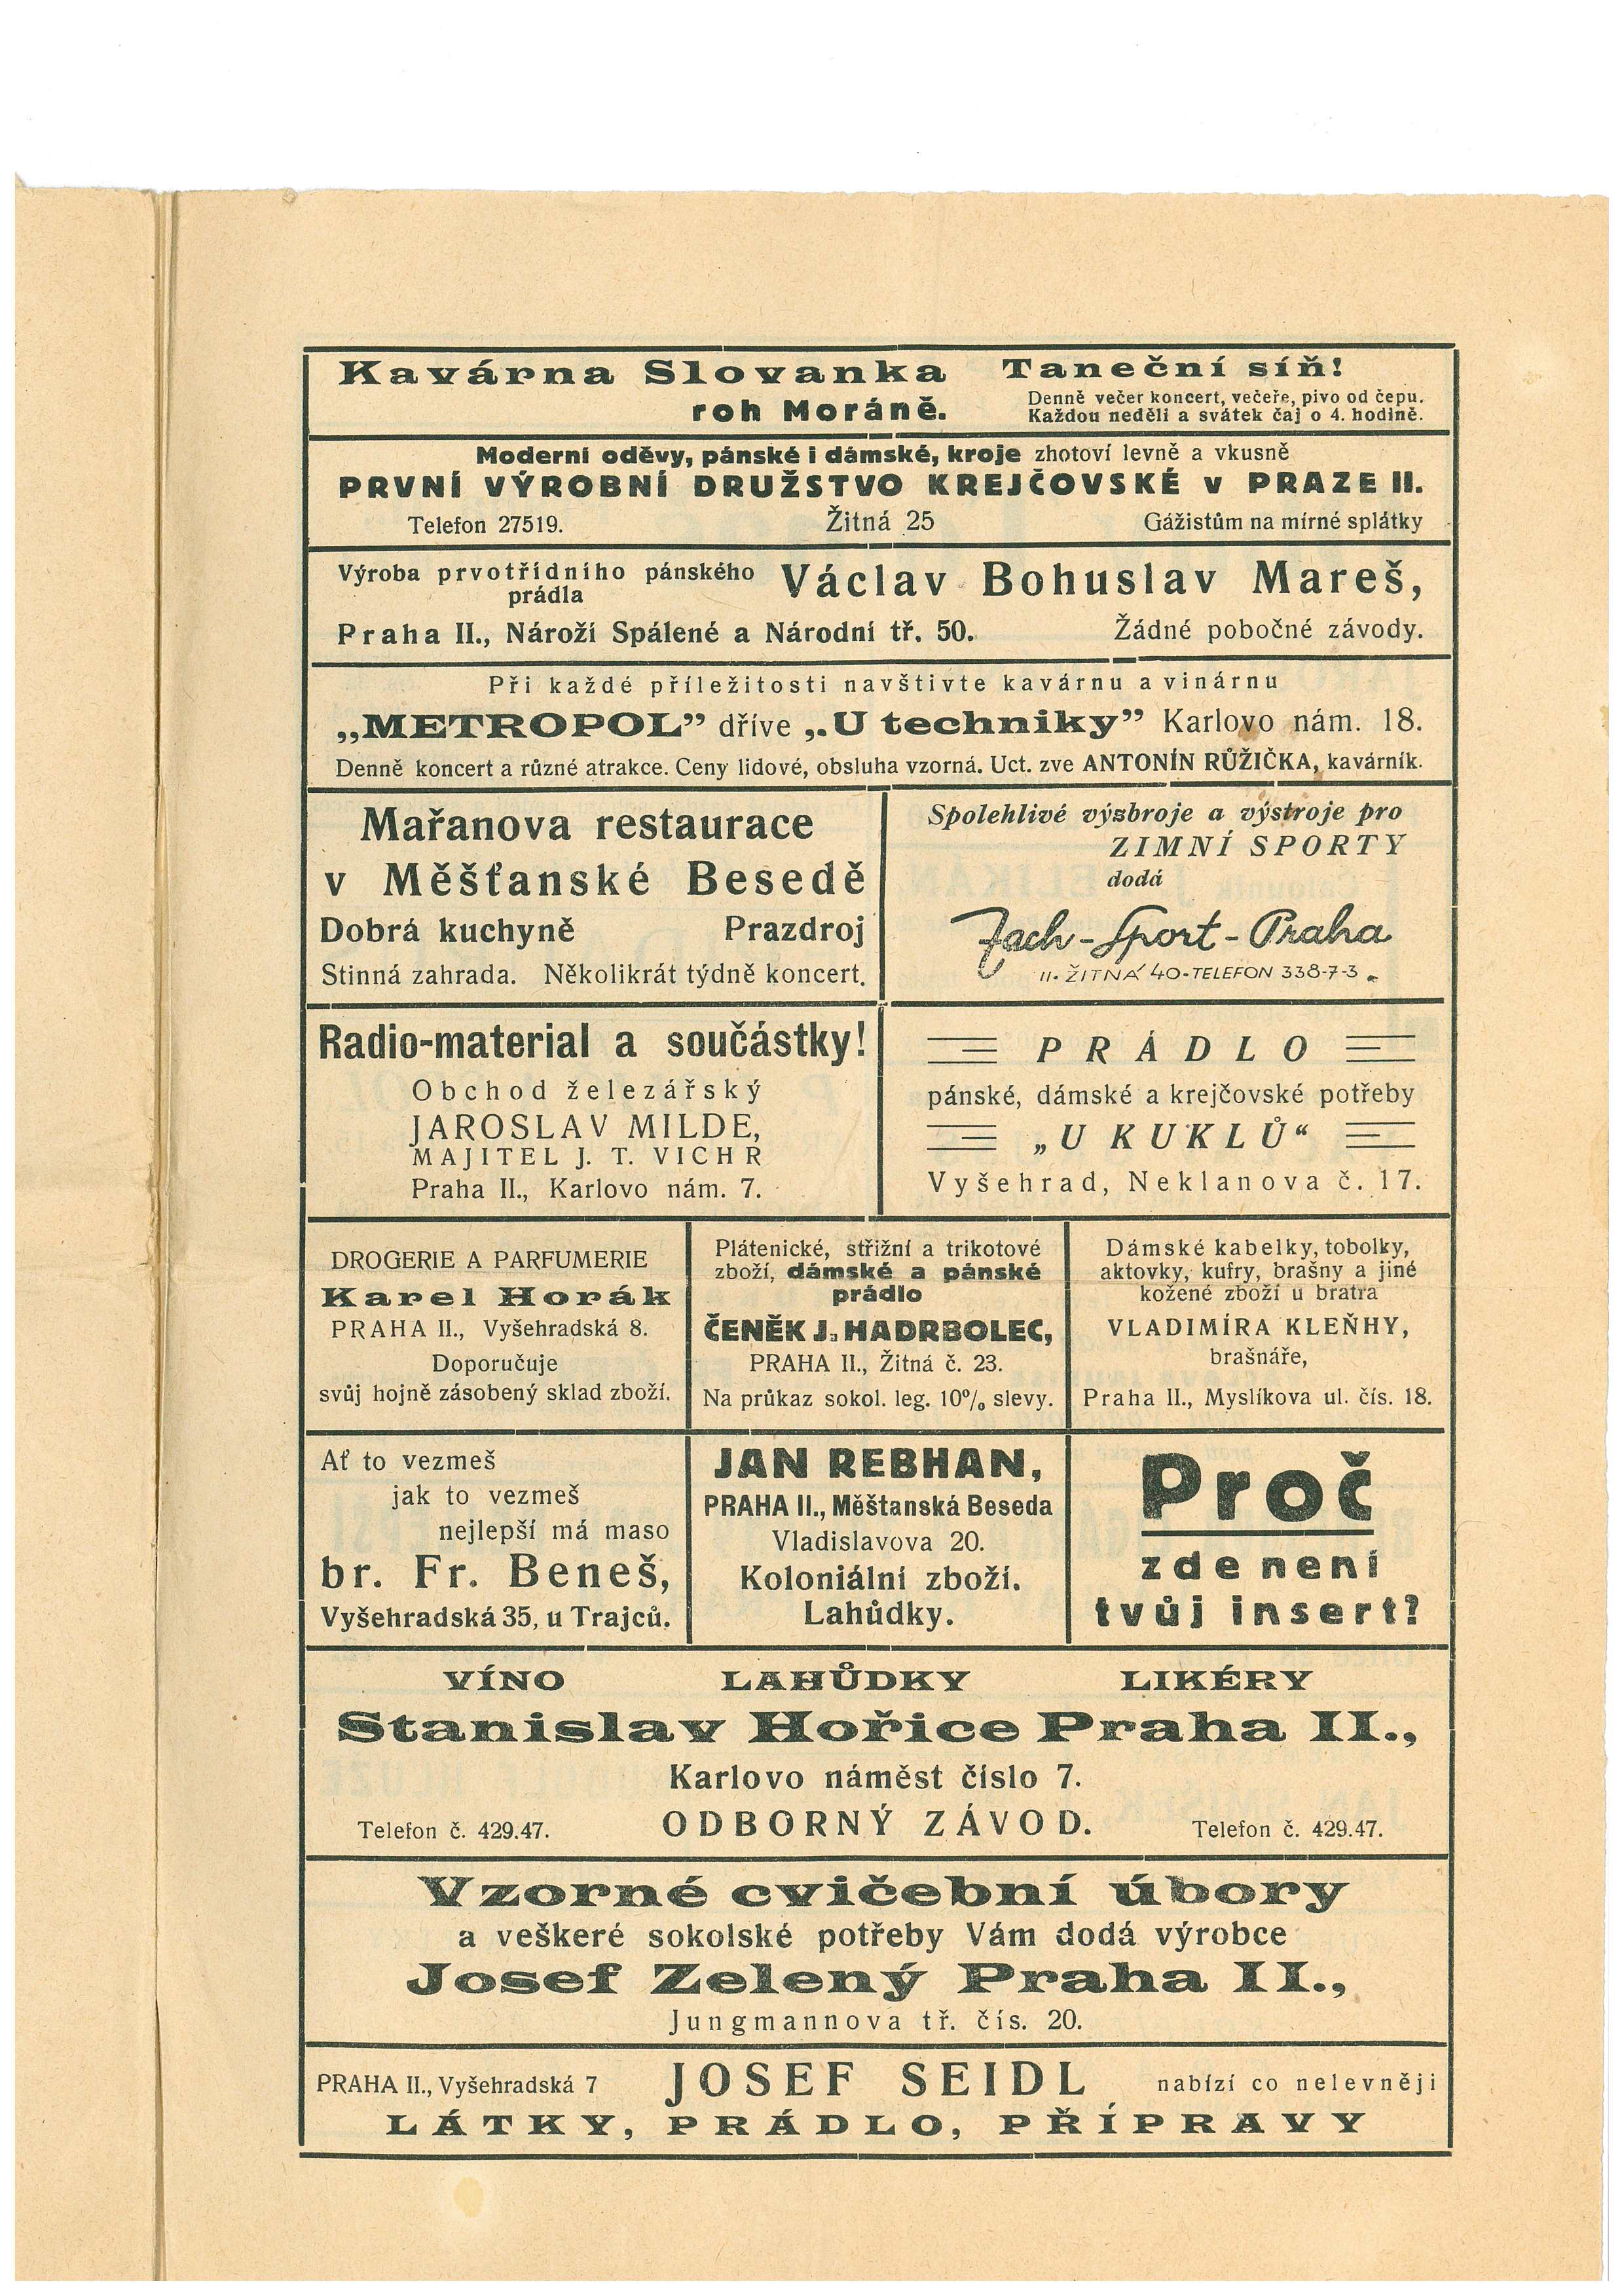 Kavárna Slovanka
roh Moráně.
Taneční síň!
Denně večer koncert, večeře, pivo od čepu.
Každou neděli a svátek čaj o 4. hodině.
Moderní oděvy, pánské i dámské, kroje zhotoví levně a vkusně
PRVNÍ VÝROBNÍ DRUŽSTVO KREJČOVSKÉ v PRAZE II.
Telefon 27519. Žitná 25 Gážistům na mírné splátky
Výroba prvotřídního pánského
prádla
Václav Bohuslav Mareš,
Praha II., Nároží Spálené a Národní tř. 50. Žádné pobočné závody.
Při každé příležitosti navštivte kavárnu a vinárnu
„METROPOL” dříve „U techniky” Karlovo nám. 18.
Denně koncert a různé atrakce. Ceny lidové, obsluha vzorná. Uct. zve ANTONÍN RŮŽIČKA, kavárník.
Mařanova restaurace
v Měšťanské Besedě
Dobrá kuchyně Prazdroj
Stinná zahrada. Několikrát týdně koncert.
Spolehlivé výzbroje a výstroje pro
ZIMNÍ SPORTY
dodá
Zach-Sport-Praha
II. ŽITNÁ 40-TELEFON 338-7-3
Radio-material a součástky!
Obchod železářský
JAROSLAV MILDE,
MAJITEL J. T. VICHR
Praha II., Karlovo nám. 7.
PRÁDLO
pánské, dámské a krejčovské potřeby
„U KUKLŮ“
Vyšehrad, Neklanova č. 17.
DROGERIE A PARFUMERIE
Karel Horák
PRAHA II., Vyšehradská 8.
Doporučuje
svůj hojně zásobený sklad zboží.
Plátenické, střižní a trikotové
zboží, dámské a pánské
prádlo
ČENĚK J. HADRBOLEC,
PRAHA II., Žitná č. 23.
Na průkaz sokol. leg. 10% slevy.
Dámské kabelky, tobolky,
aktovky, kufry, brašny a jiné
kožené zboží u bratra
VLADIMÍRA KLEŇHY,
brašnáře,
Praha II., Myslíkova ul. čís. 18.
Ať to vezmeš
jak to vezmeš
nejlepší má maso
br. Fr. Beneš,
Vyšehradská 35, u Trajců.
JAN REBHAN,
PRAHA II., Měštanská Beseda
Vladislavova 20.
Koloniální zboží.
Lahůdky.
Proč
zde není
tvůj insert?
VÍNO LAHŮDKY LIKÉRY
Stanislav Hořice Praha II.,
Karlovo náměst číslo 7.
Telefon č. 429.47. ODBORNÝ ZÁVOD. Telefon č. 429.47.
Vzorné cvičební úbory
a veškeré sokolské potřeby Vám dodá výrobce
Josef Zelený Praha II.,
Jungmannova tř. čís. 20.
PRAHA II., Vyšehradská 7 JOSEF SEIDL nabízí co nelevněji
LÁTKY, PRÁDLO, PŘÍPRAVY